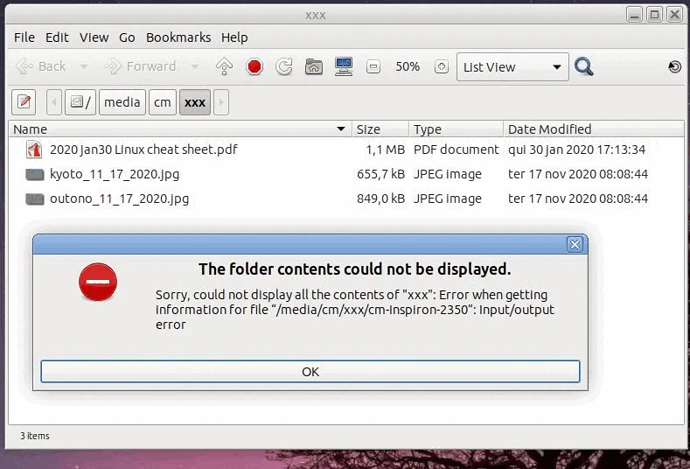 xxx
File Edit View Go Bookmarks Help
Back Forward 50% List View
/ media cm xxx
Name Size Type Date Modified
2020 jan30 Linux cheat sheet.pdf 1,1 MB PDF document qui 30 jan 2020 17:13:34
kyoto_11_17_2020.jpg 655,7 kB JPEG image ter 17 nov 2020 08:08:44
outono_11_17_2020.jpg 849,0 kB JPEG image ter 17 nov 2020 08:08:44
The folder contents could not be displayed.
Sorry, could not display all the contents of "xxx": Error when getting
information for file “/media/cm/xxx/cm-Inspiron-2350”: Input/output
error
OK
3 items